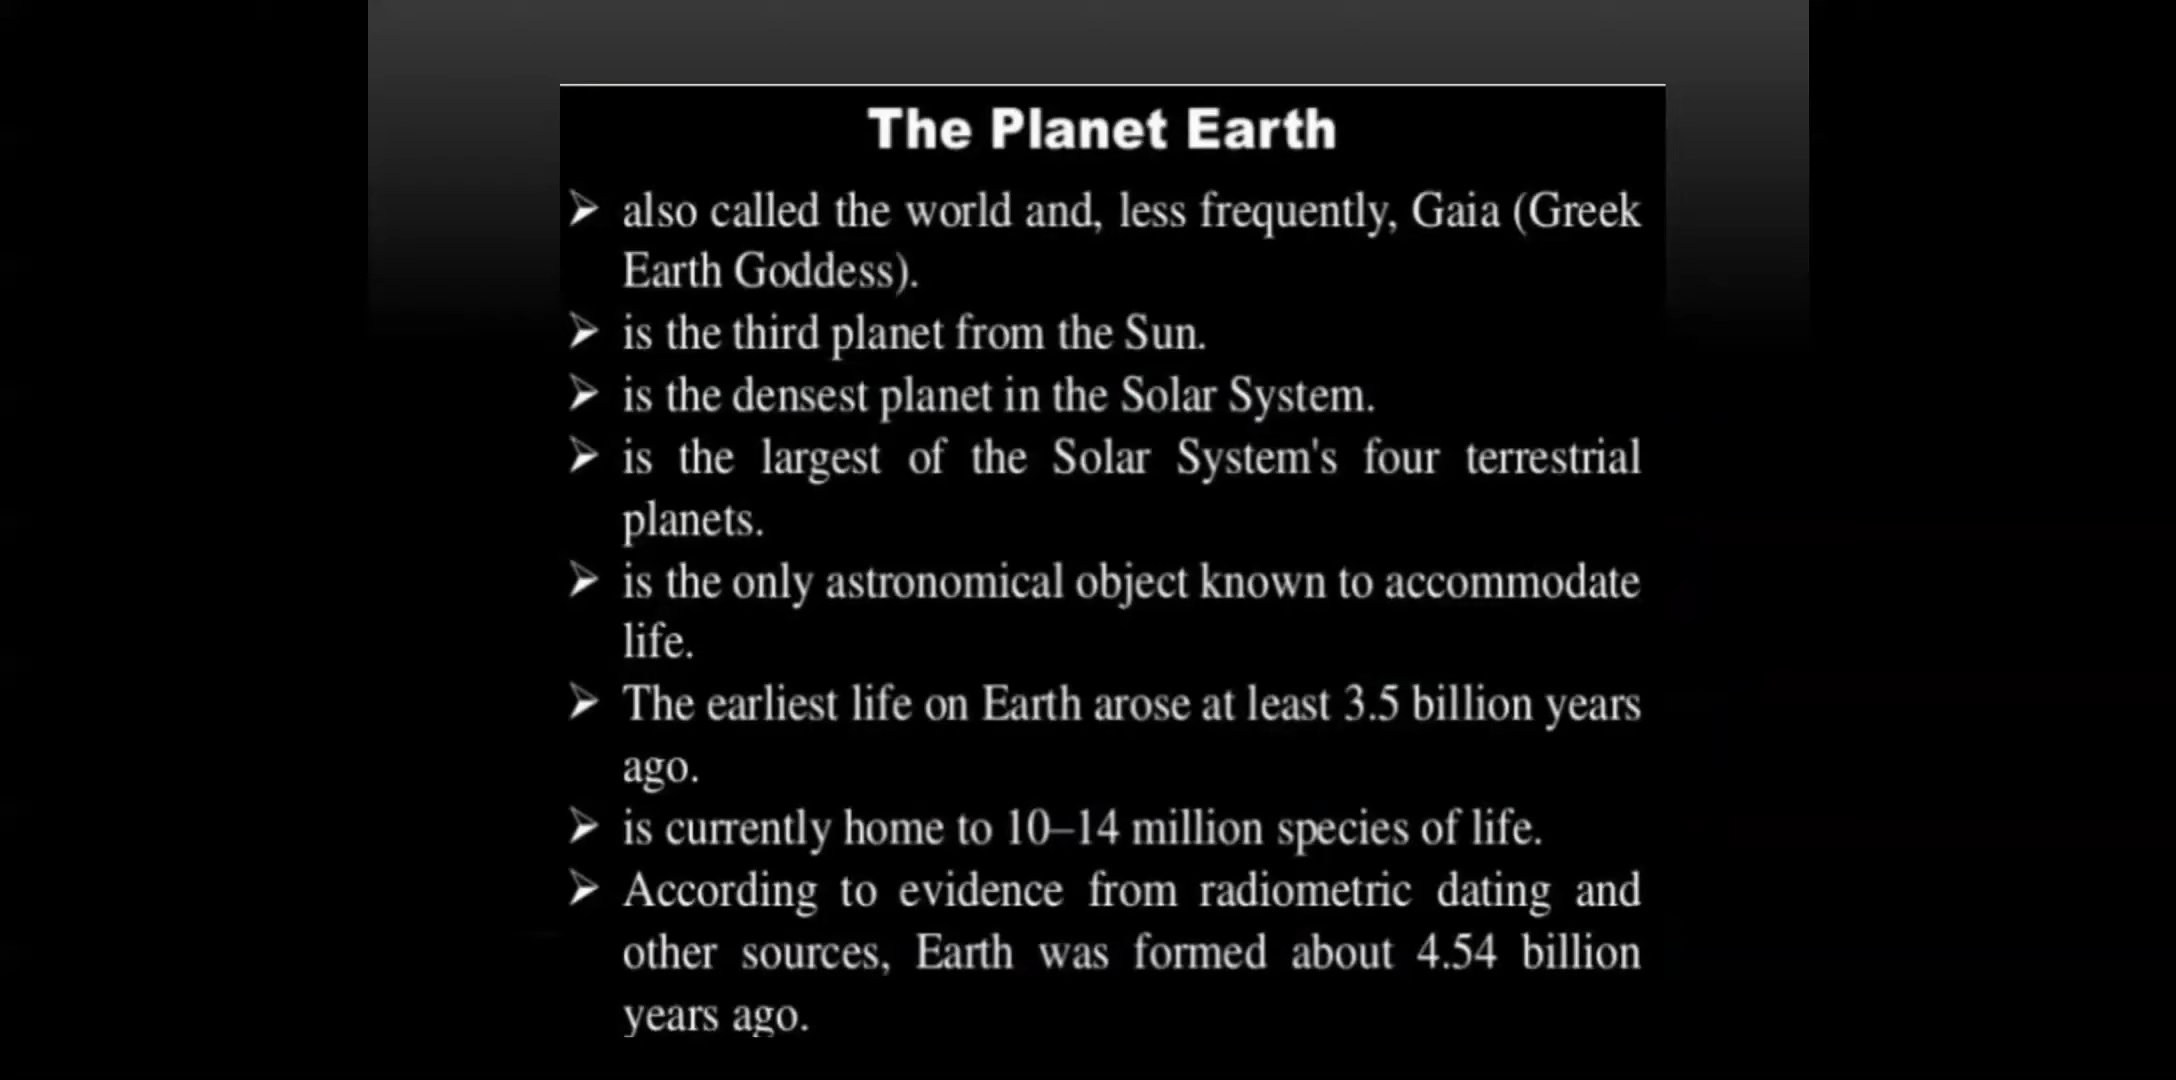 The Planet Earth
➢ also called the world and, less frequently, Gaia (Greek
Earth Goddess).
➢ is the third planet from the Sun.
➢ is the densest planet in the Solar System.
➢ is the largest of the Solar System's four terrestrial
planets.
➢ is the only astronomical object known to accommodate
life.
➢ The earliest life on Earth arose at least 3.5 billion years
ago.
➢ is currently home to 10–14 million species of life.
➢ According to evidence from radiometric dating and
other sources, Earth was formed about 4.54 billion
years ago.